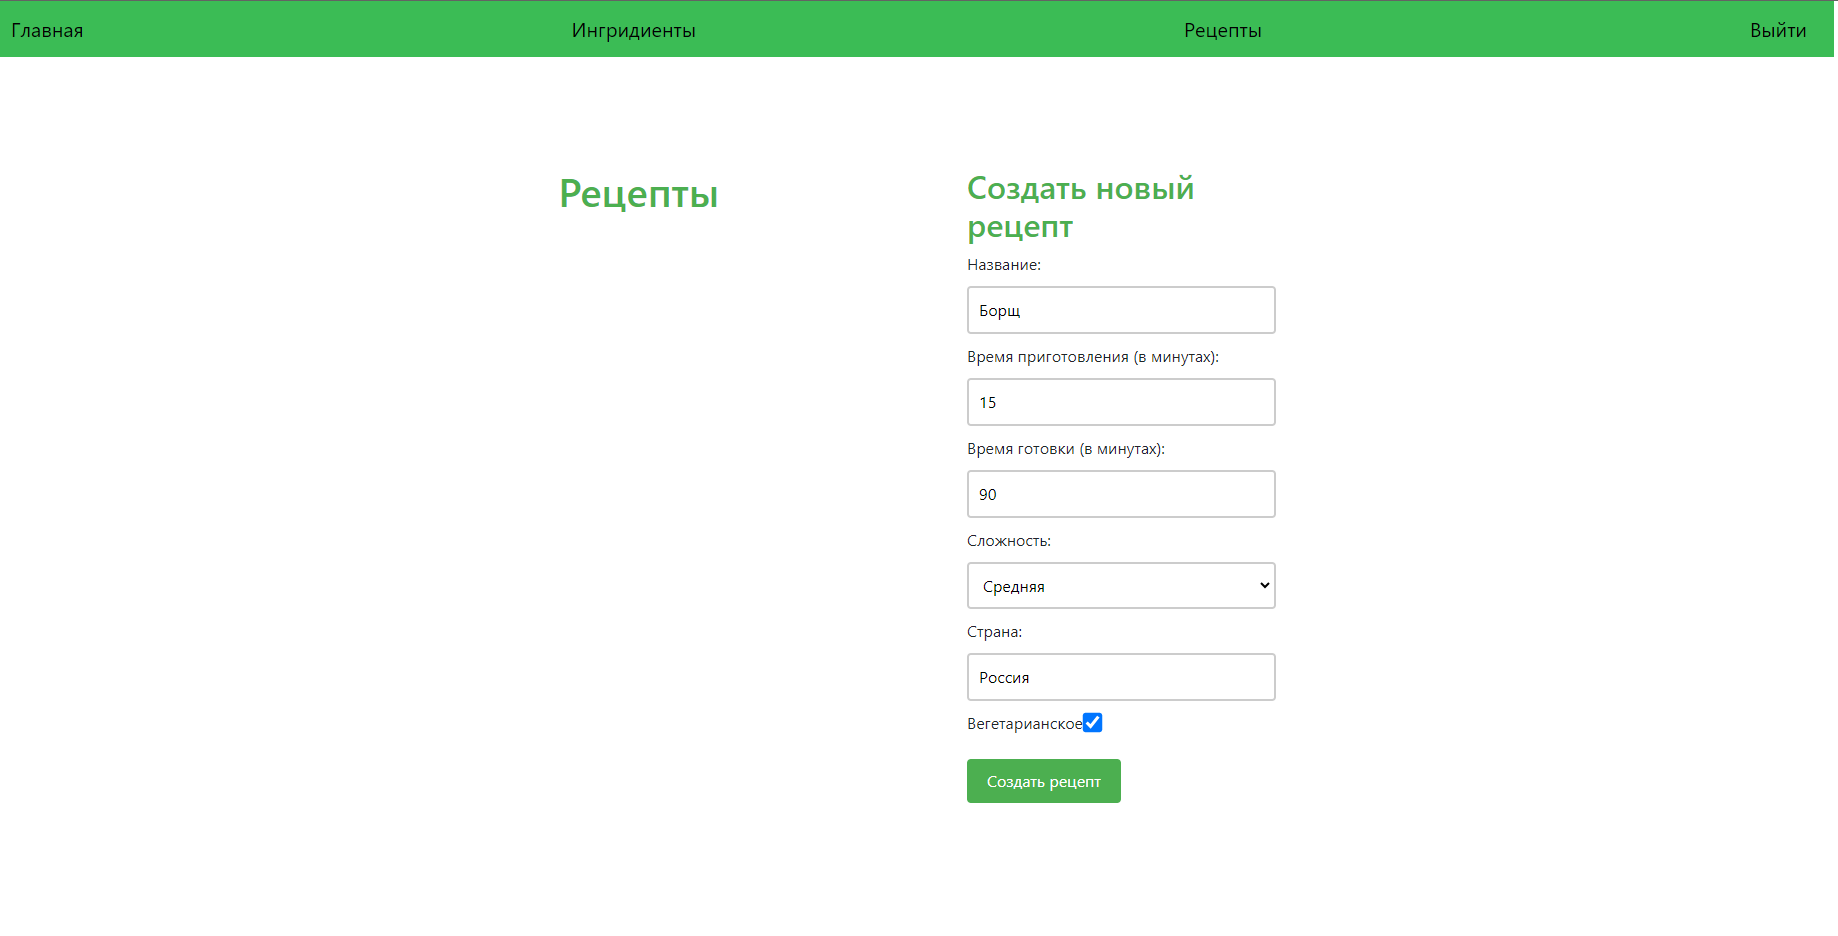 Главная
Ингридиенты
Рецепты
Выйти
Рецепты
Создать новый
рецепт
Название:
Борщ
Время приготовления (в минутах):
15
Время готовки (в минутах):
90
Сложность:
Средняя
Страна:
Россия
Вегетарианское
Создать рецепт